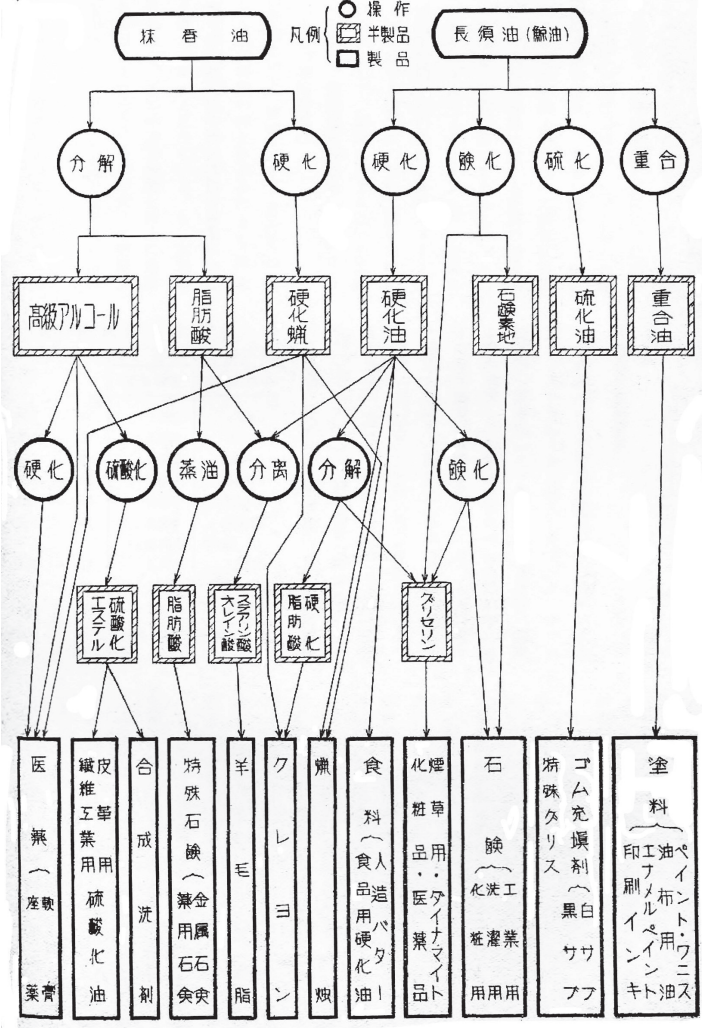 抹香油
凡例
操作
半製品
製品
長須油(鯨油)
分解
硬化
硬化
鹸化
硫化
重合
高級アルコール
脂肪酸
硬化蝋
硬化油
石鹸素地
硫化油
重合油
硬化
硫酸化
蒸溜
分离
分解
鹸化
硫酸化
エステル
脂肪酸
ステアリン酸
オレイン酸
硬化
脂肪酸
グリセリン
医薬(軟膏
座薬
皮革用
繊維工業用
硫酸化油
合成洗剤
特殊石鹸(金属石鹸
薬用石鹸
羊毛脂
クレヨン
蝋燭
食料(人造バター
食品用硬化油
煙草用・ダイナマイト
化粧品・医薬品
石鹸(工業用
洗濯用
化粧用
ゴム充填剤(白サブ
黒サブ
特殊グリス
塗料(ペイント・ワニス
油布用油
エナメルペイント
印刷インキ